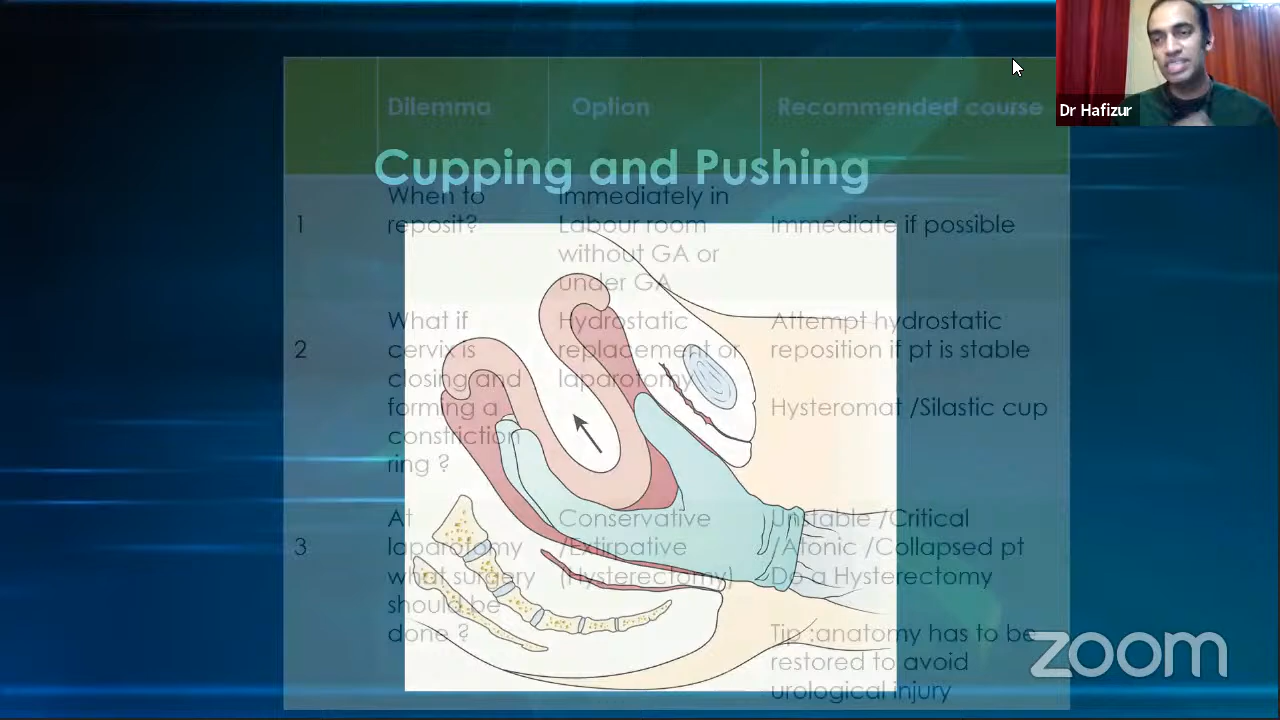 Dr Hafizur
Cupping and Pushing
Dilemma
Option
Recommended course
1
When to
reposit?
Immediately in
Labour room
without GA or
under GA
Immediate if possible
2
What if
cervix is
closing and
forming a
constriction
ring ?
Hydrostatic
replacement or
laparotomy
Attempt hydrostatic
reposition if pt is stable
Hysteromat /Silastic cup
3
At
laparotomy
what surgery
should be
done ?
Conservative
/Extirpative
(Hysterectomy)
Unstable /Critical
/Atonic /Collapsed pt
Do a Hysterectomy
Tip :anatomy has to be
restored to avoid
urological injury
zoom